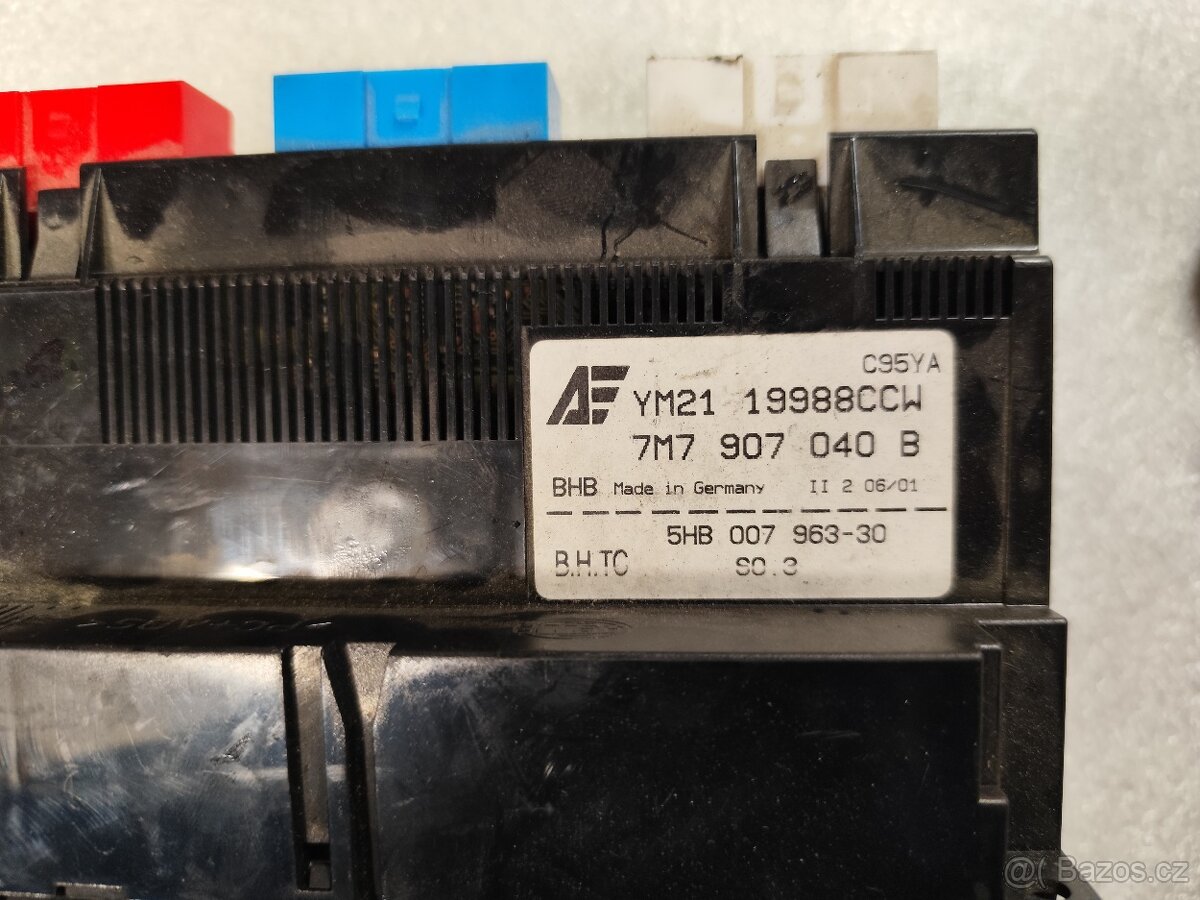 C95YA
AE YM21 19988CCW
7M7 907 040 B
BHB Made in Germany II 2 06/01
5HB 007 963-30
B.H.TC SO.3
@( Bazos.cz